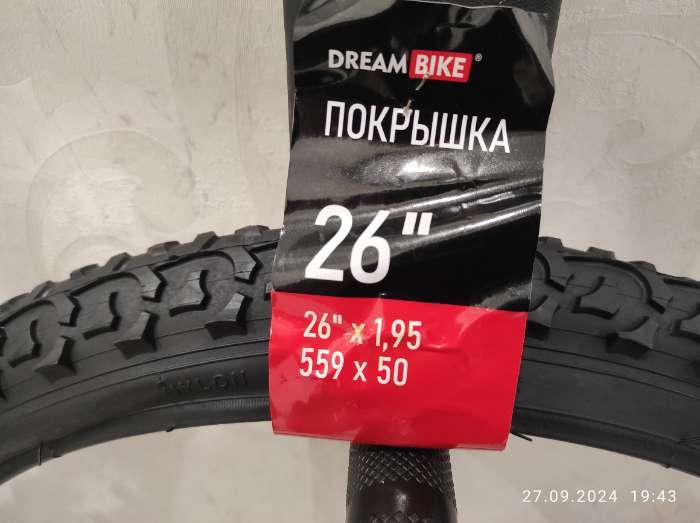 DREAM BIKE®
ПОКРЫШКА
26"
26" x 1,95
559 x 50
NYLON
27.09.2024 19:43